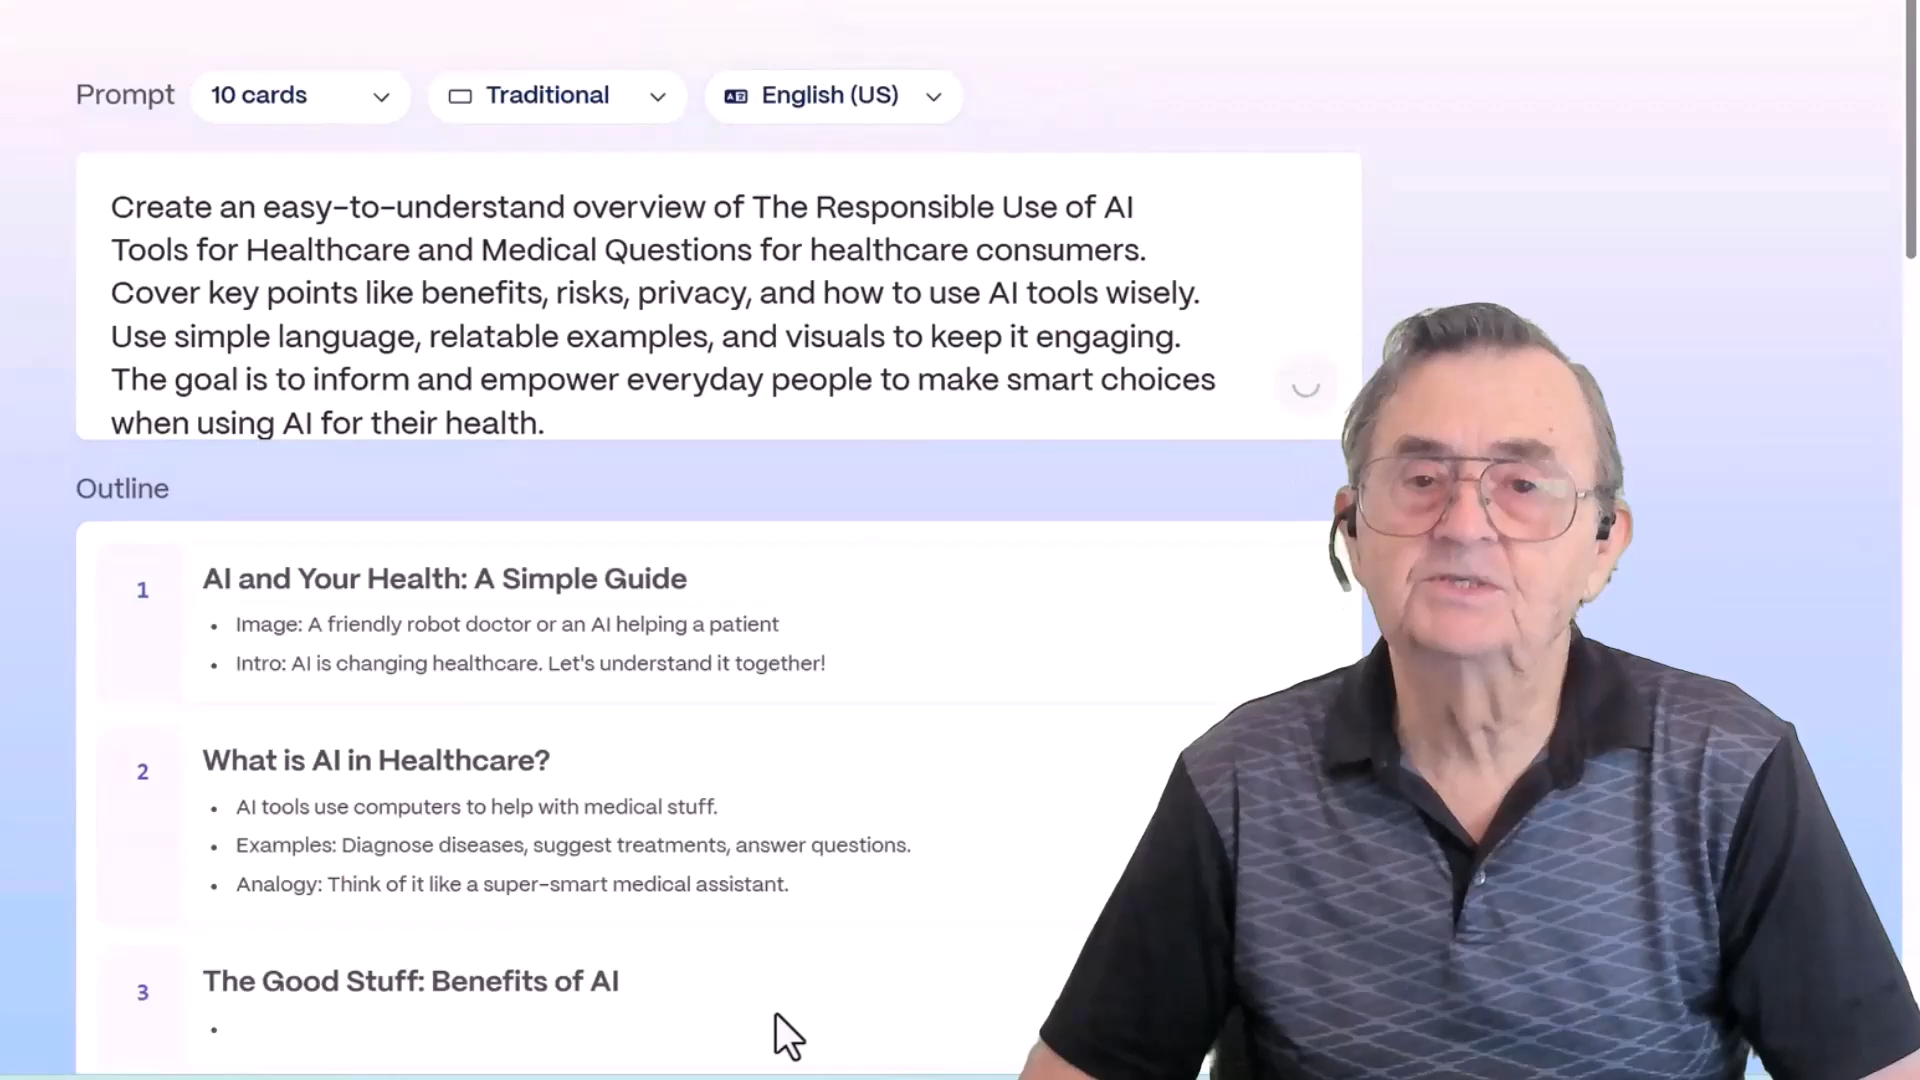 Prompt
10 cards
Traditional
English (US)
Create an easy-to-understand overview of The Responsible Use of AI
Tools for Healthcare and Medical Questions for healthcare consumers.
Cover key points like benefits, risks, privacy, and how to use AI tools wisely.
Use simple language, relatable examples, and visuals to keep it engaging.
The goal is to inform and empower everyday people to make smart choices
when using AI for their health.
Outline
1
AI and Your Health: A Simple Guide
• Image: A friendly robot doctor or an AI helping a patient
• Intro: AI is changing healthcare. Let's understand it together!
2
What is AI in Healthcare?
• AI tools use computers to help with medical stuff.
• Examples: Diagnose diseases, suggest treatments, answer questions.
• Analogy: Think of it like a super-smart medical assistant.
3
The Good Stuff: Benefits of AI
•